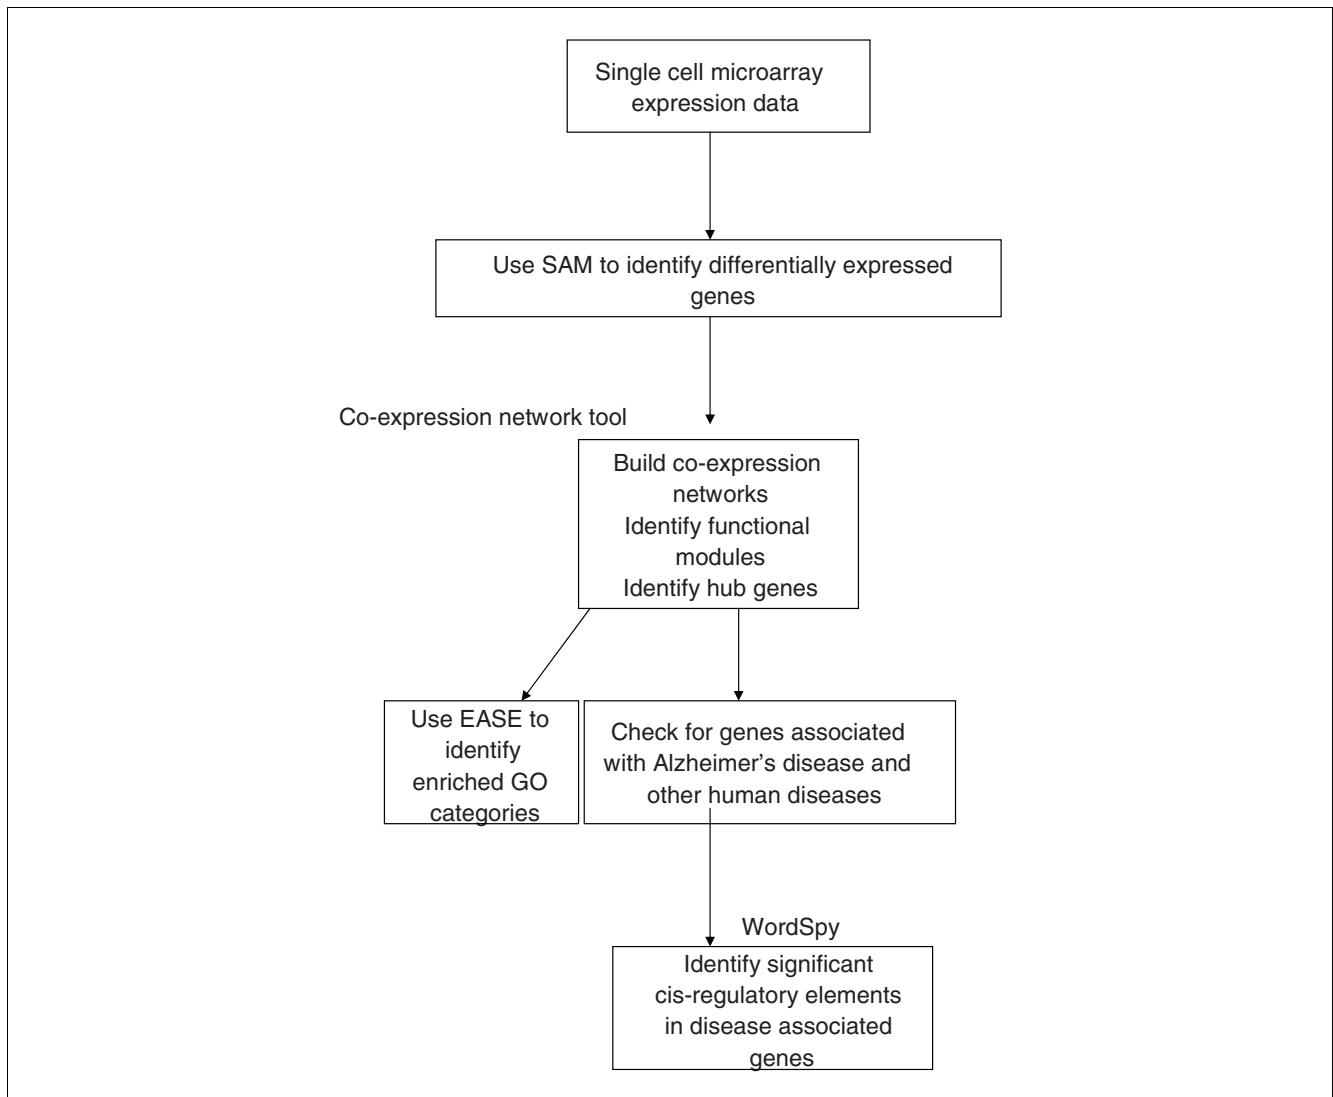 Single cell microarray
expression data
Use SAM to identify differentially expressed
genes
Co-expression network tool
Build co-expression
networks
Identify functional
modules
Identify hub genes
Use EASE to
identify
enriched GO
categories
Check for genes associated
with Alzheimer's disease and
other human diseases
WordSpy
Identify significant
cis-regulatory elements
in disease associated
genes